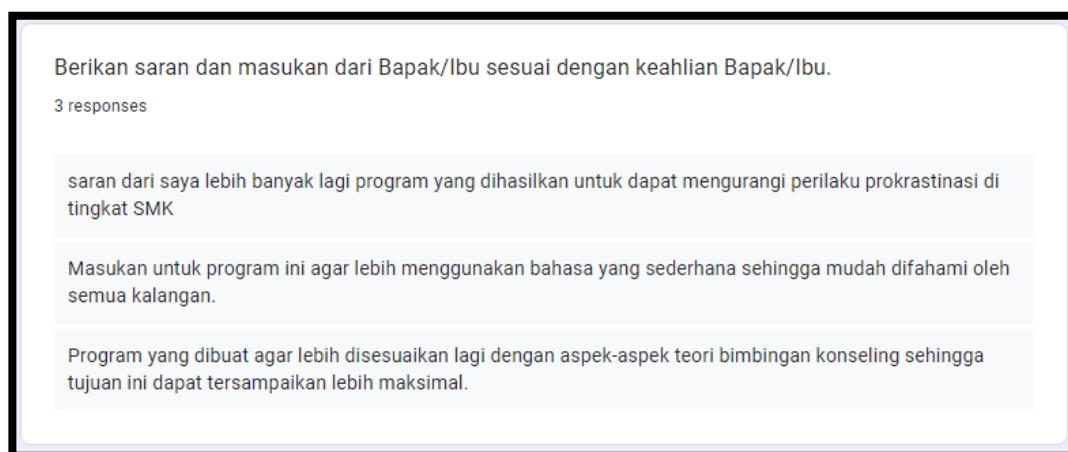 Berikan saran dan masukan dari Bapak/Ibu sesuai dengan keahlian Bapak/Ibu.
3 responses
saran dari saya lebih banyak lagi program yang dihasilkan untuk dapat mengurangi perilaku prokrastinasi di
tingkat SMK
Masukan untuk program ini agar lebih menggunakan bahasa yang sederhana sehingga mudah difahami oleh
semua kalangan.
Program yang dibuat agar lebih disesuaikan lagi dengan aspek-aspek teori bimbingan konseling sehingga
tujuan ini dapat tersampaikan lebih maksimal.